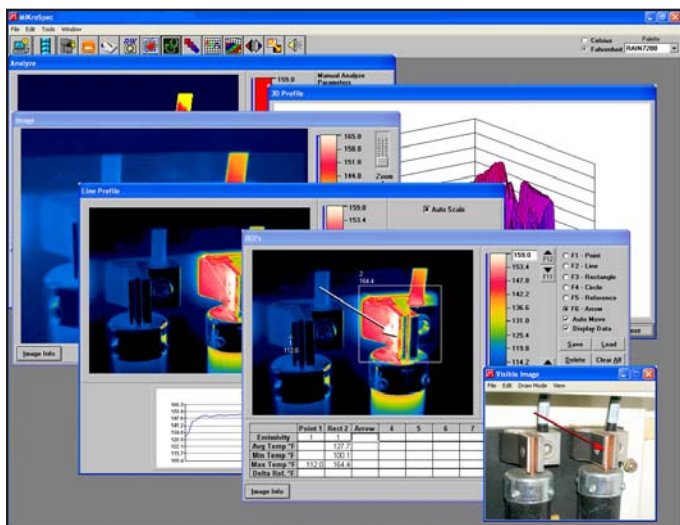 MIKroSpec
File Edit Tools Window
Celsius
Fahrenheit
Palette
RAIN7200
Analyze
159.0
Manual Analyze
Parameters
3D Profile
Image
165.0
158.0
151.0
144.0
Zoom
Line Profile
159.0
153.4
Auto Scale
ROI's
2
164.4
112.0
159.0
153.4
147.8
142.2
136.6
131.0
125.4
119.8
114.2
F12
F11
F1 - Point
F2 - Line
F3 - Rectangle
F4 - Circle
F5 - Reference
F6 - Arrow
Auto Move
Display Data
Save Load
Delete Clear All
Image Info
Point 1 Rect 2 Arrow 4 5 6 7
Emissivity 1 1
Avg Temp °F 127.7
Min Temp °F 100.1
Max Temp °F 112.0 164.4
Delta Ref. °F
Image Info
Visible Image
File Edit Draw Mode View